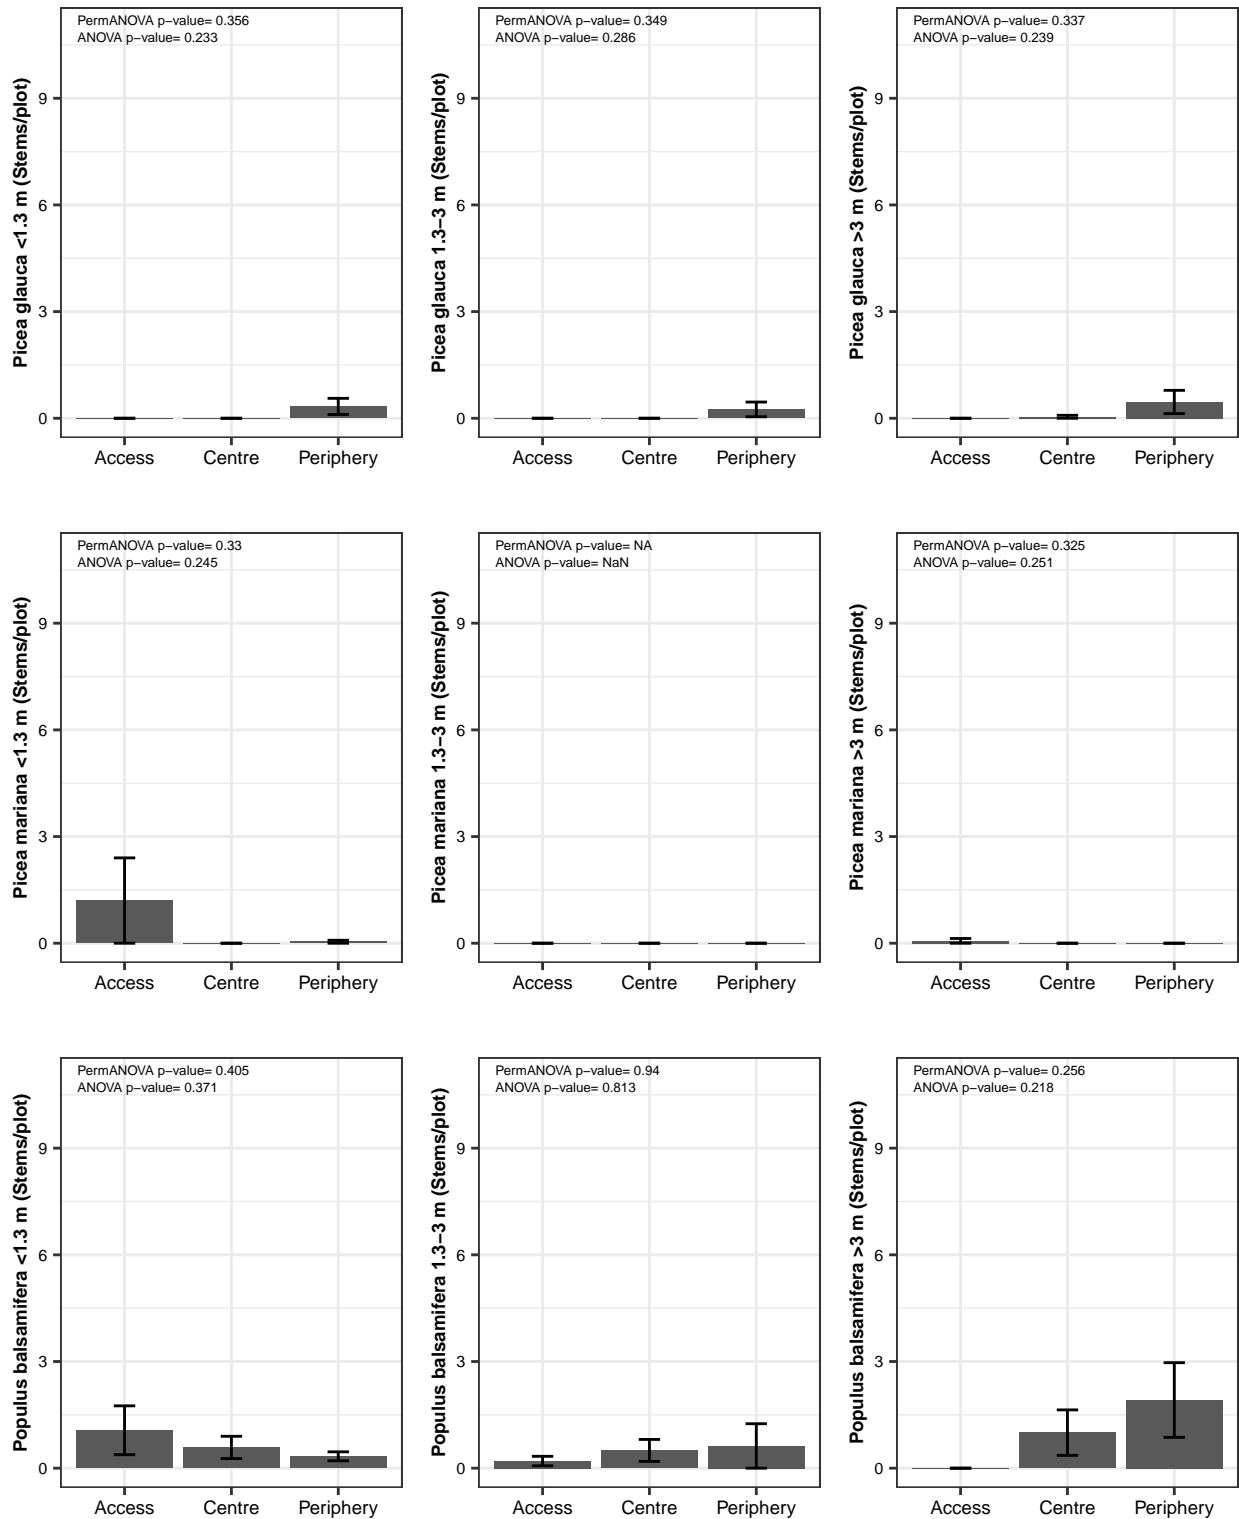 PermANOVA p−value= 0.356
ANOVA p−value= 0.233
Picea glauca <1.3 m (Stems/plot)
9
6
3
0
Access Centre Periphery
PermANOVA p−value= 0.349
ANOVA p−value= 0.286
Picea glauca 1.3−3 m (Stems/plot)
9
6
3
0
Access Centre Periphery
PermANOVA p−value= 0.337
ANOVA p−value= 0.239
Picea glauca >3 m (Stems/plot)
9
6
3
0
Access Centre Periphery
PermANOVA p−value= 0.33
ANOVA p−value= 0.245
Picea mariana <1.3 m (Stems/plot)
9
6
3
0
Access Centre Periphery
PermANOVA p−value= NA
ANOVA p−value= NaN
Picea mariana 1.3−3 m (Stems/plot)
9
6
3
0
Access Centre Periphery
PermANOVA p−value= 0.325
ANOVA p−value= 0.251
Picea mariana >3 m (Stems/plot)
9
6
3
0
Access Centre Periphery
PermANOVA p−value= 0.405
ANOVA p−value= 0.371
Populus balsamifera <1.3 m (Stems/plot)
9
6
3
0
Access Centre Periphery
PermANOVA p−value= 0.94
ANOVA p−value= 0.813
Populus balsamifera 1.3−3 m (Stems/plot)
9
6
3
0
Access Centre Periphery
PermANOVA p−value= 0.256
ANOVA p−value= 0.218
Populus balsamifera >3 m (Stems/plot)
9
6
3
0
Access Centre Periphery